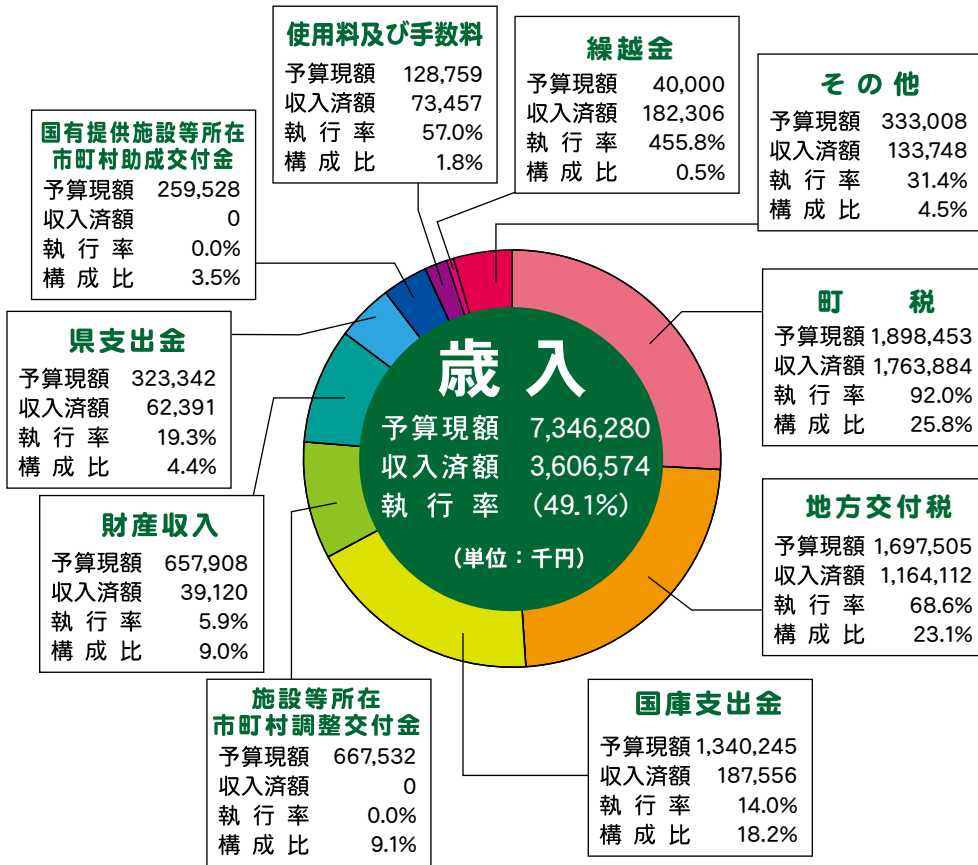 使用料及び手数料
予算現額 128,759
収入済額 73,457
執行率 57.0%
構成比 1.8%
繰越金
予算現額 40,000
収入済額 182,306
執行率 455.8%
構成比 0.5%
その他
予算現額 333,008
収入済額 133,748
執行率 31.4%
構成比 4.5%
国有提供施設等所在
市町村助成交付金
予算現額 259,528
収入済額 0
執行率 0.0%
構成比 3.5%
町税
予算現額 1,898,453
収入済額 1,763,884
執行率 92.0%
構成比 25.8%
県支出金
予算現額 323,342
収入済額 62,391
執行率 19.3%
構成比 4.4%
歳入
予算現額 7,346,280
収入済額 3,606,574
執行率 (49.1%)
(単位：千円)
地方交付税
予算現額 1,697,505
収入済額 1,164,112
執行率 68.6%
構成比 23.1%
財産収入
予算現額 657,908
収入済額 39,120
執行率 5.9%
構成比 9.0%
施設等所在
市町村調整交付金
予算現額 667,532
収入済額 0
執行率 0.0%
構成比 9.1%
国庫支出金
予算現額 1,340,245
収入済額 187,556
執行率 14.0%
構成比 18.2%